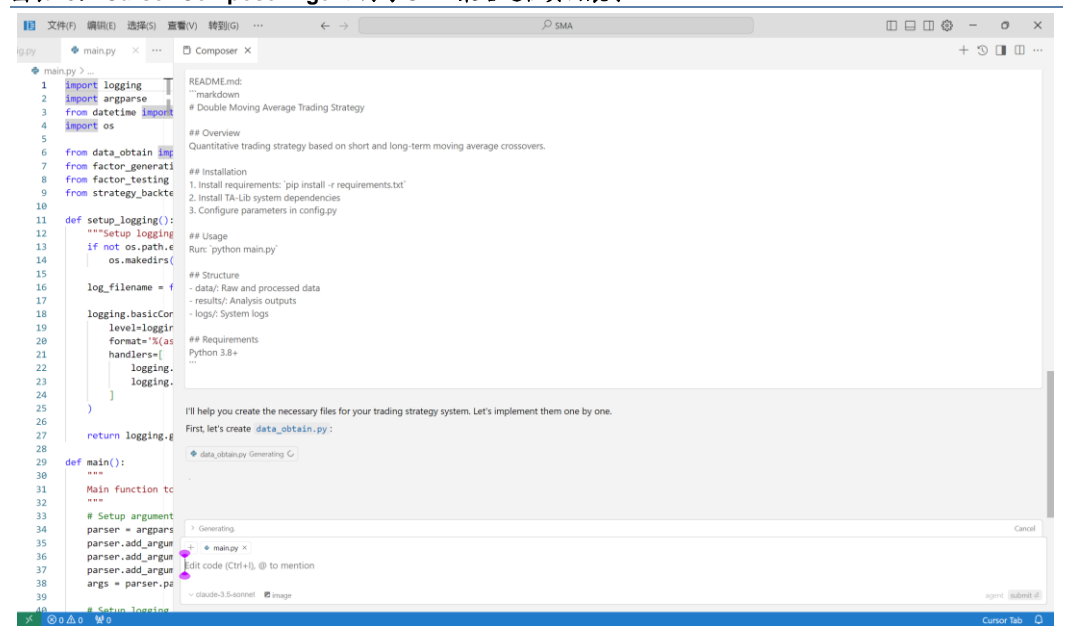 文件(F) 编辑(E) 选择(S) 查看(V) 转到(G) ···
SMA
main.py
Composer
main.py > ...
1 import logging
2 import argparse
3 from datetime import
4 import os
5
6 from data_obtain imp
7 from factor_generati
8 from factor_testing
9 from strategy_backte
10
11 def setup_logging():
12 """Setup logging
13 if not os.path.e
14 os.makedirs(
15
16 log_filename = f
17
18 logging.basicCon
19 level=loggin
20 format='%(as
21 handlers=[
22 logging.
23 logging.
24 ]
25 )
26
27 return logging.g
28
29 def main():
30 """
31 Main function to
32 """
33 # Setup argument
34 parser = argpars
35 parser.add_argum
36 parser.add_argum
37 parser.add_argum
38 args = parser.pa
39
40 # Setup logging
README.md:
```markdown
# Double Moving Average Trading Strategy
## Overview
Quantitative trading strategy based on short and long-term moving average crossovers.
## Installation
1. Install requirements: `pip install -r requirements.txt`
2. Install TA-Lib system dependencies
3. Configure parameters in config.py
## Usage
Run: `python main.py`
## Structure
- data/: Raw and processed data
- results/: Analysis outputs
- logs/: System logs
## Requirements
Python 3.8+
```
I'll help you create the necessary files for your trading strategy system. Let's implement them one by one.
First, let's create data_obtain.py:
data_obtain.py Generating
> Generating. Cancel
+ main.py ×
Edit code (Ctrl+I), @ to mention
claude-3.5-sonnet image agent submit
0 0 0 Cursor Tab